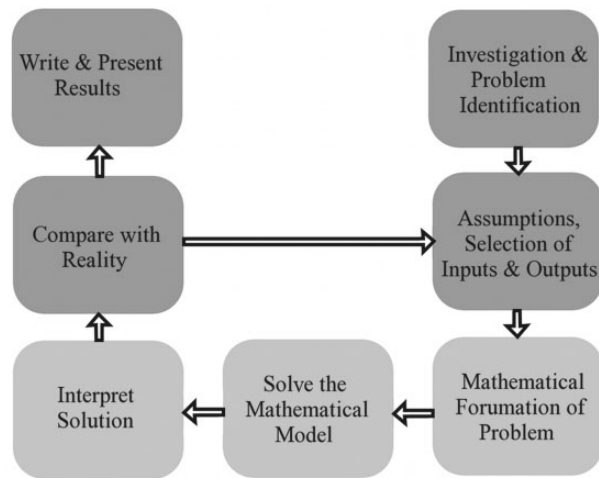 Write & Present
Results
Investigation &
Problem
Identification
Compare with
Reality
Assumptions,
Selection of
Inputs & Outputs
Interpret
Solution
Solve the
Mathematical
Model
Mathematical
Forumation of
Problem